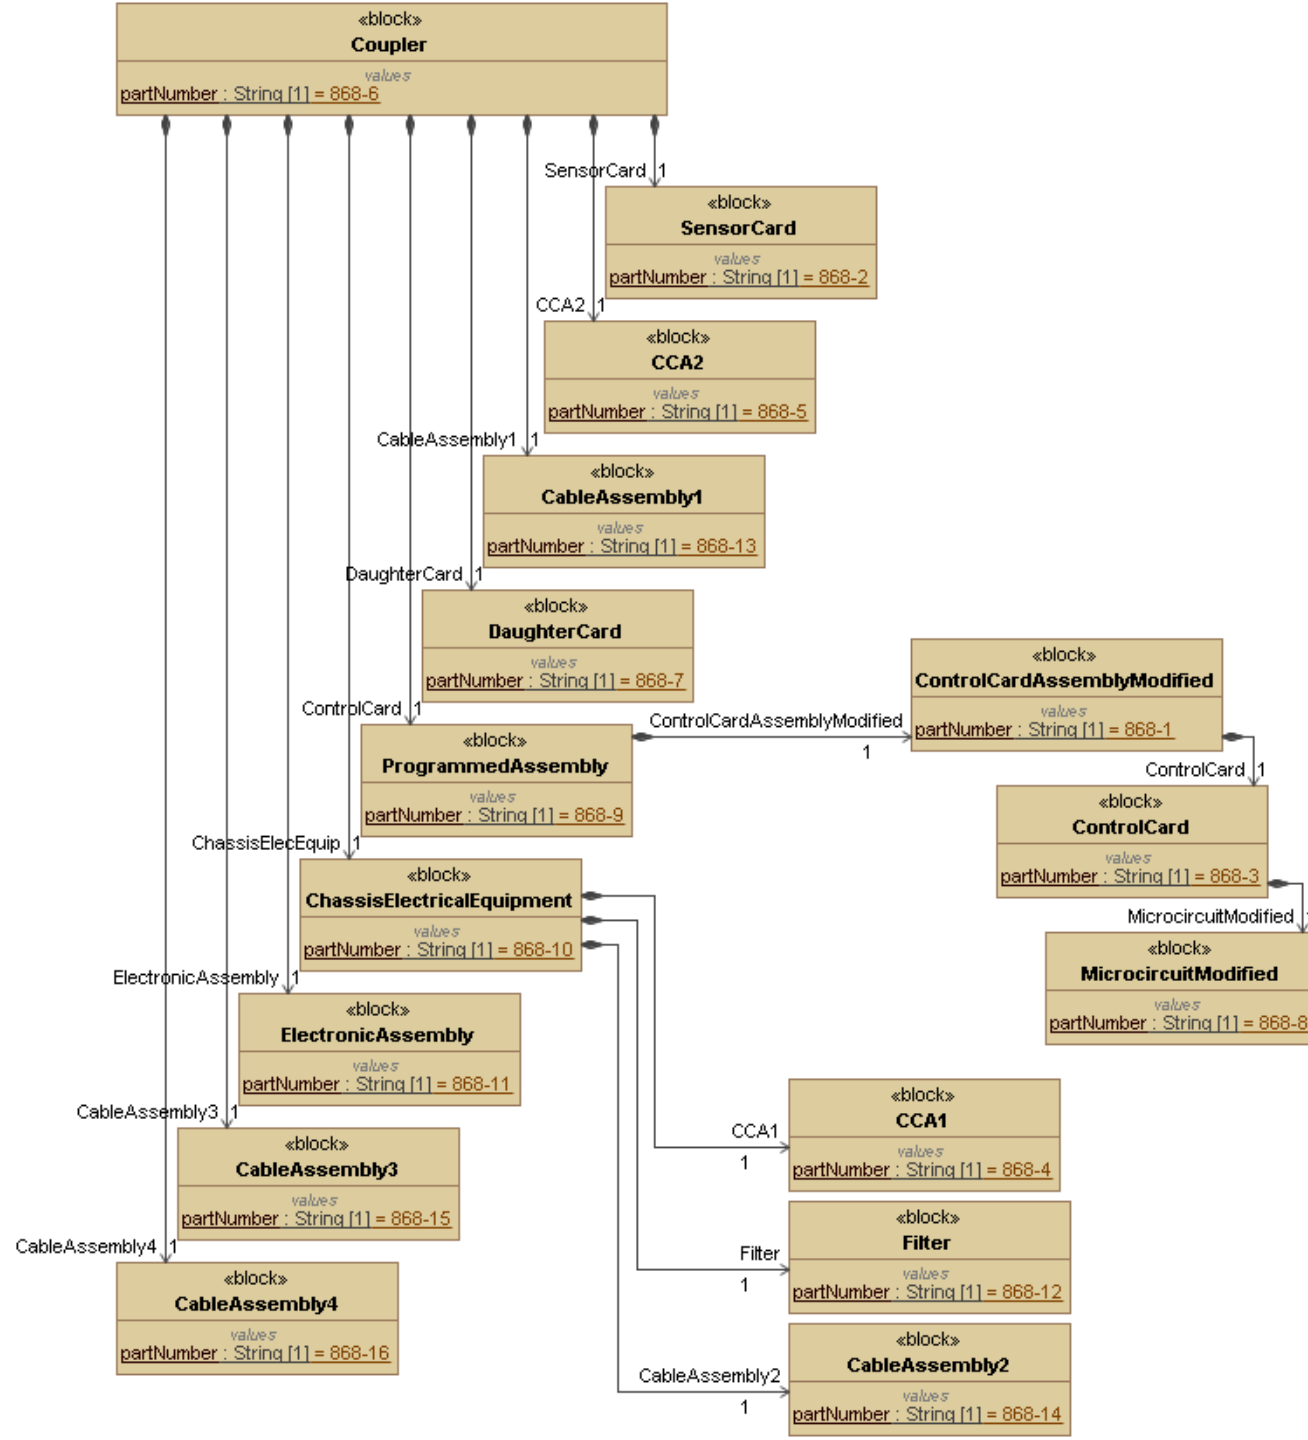 «block»
Coupler
values
partNumber : String [1] = 868-6
SensorCard 1
«block»
SensorCard
values
partNumber : String [1] = 868-2
CCA2 1
«block»
CCA2
values
partNumber : String [1] = 868-5
CableAssembly1 1
«block»
CableAssembly1
values
partNumber : String [1] = 868-13
DaughterCard 1
«block»
DaughterCard
values
partNumber : String [1] = 868-7
ControlCard 1
«block»
ProgrammedAssembly
values
partNumber : String [1] = 868-9
ControlCardAssemblyModified
1
«block»
ControlCardAssemblyModified
values
partNumber : String [1] = 868-1
ControlCard 1
«block»
ControlCard
values
partNumber : String [1] = 868-3
MicrocircuitModified
«block»
MicrocircuitModified
values
partNumber : String [1] = 868-8
ChassisElecEquip 1
«block»
ChassisElectricalEquipment
values
partNumber : String [1] = 868-10
ElectronicAssembly 1
«block»
ElectronicAssembly
values
partNumber : String [1] = 868-11
CableAssembly3 1
«block»
CableAssembly3
values
partNumber : String [1] = 868-15
CableAssembly4 1
«block»
CableAssembly4
values
partNumber : String [1] = 868-16
CCA1
1
«block»
CCA1
values
partNumber : String [1] = 868-4
Filter
1
«block»
Filter
values
partNumber : String [1] = 868-12
CableAssembly2
1
«block»
CableAssembly2
values
partNumber : String [1] = 868-14